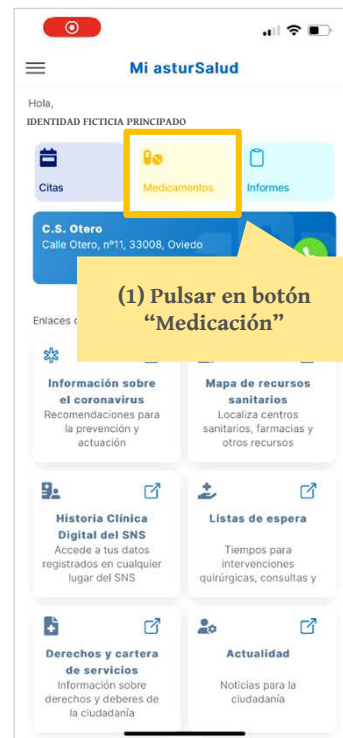 Mi asturSalud
Hola,
IDENTIDAD FICTICIA PRINCIPADO
Citas
Medicamentos
Informes
C.S. Otero
Calle Otero, nº11, 33008, Oviedo
(1) Pulsar en botón
“Medicación”
Enlaces
Información sobre
el coronavirus
Recomendaciones para
la prevención y
actuación
Mapa de recursos
sanitarios
Localiza centros
sanitarios, farmacias y
otros recursos
Historia Clínica
Digital del SNS
Accede a tus datos
registrados en cualquier
lugar del SNS
Listas de espera
Tiempos para
intervenciones
quirúrgicas, consultas y
Derechos y cartera
de servicios
Información sobre
derechos y deberes de
la ciudadanía
Actualidad
Noticias para la
ciudadanía